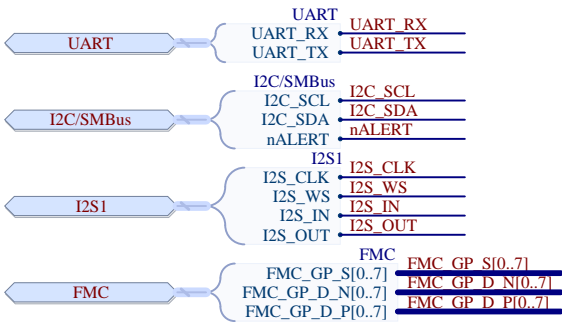 UART
UART_RX UART_RX
UART UART_TX UART_TX
I2C/SMBus
I2C_SCL I2C_SCL
I2C/SMBus I2C_SDA I2C_SDA
nALERT nALERT
I2S1
I2S_CLK I2S_CLK
I2S_WS I2S_WS
I2S1 I2S_IN I2S_IN
I2S_OUT I2S_OUT
FMC
FMC_GP_S[0..7] FMC_GP_S[0..7]
FMC FMC_GP_D_N[0..7] FMC_GP_D_N[0..7]
FMC_GP_D_P[0..7] FMC_GP_D_P[0..7]